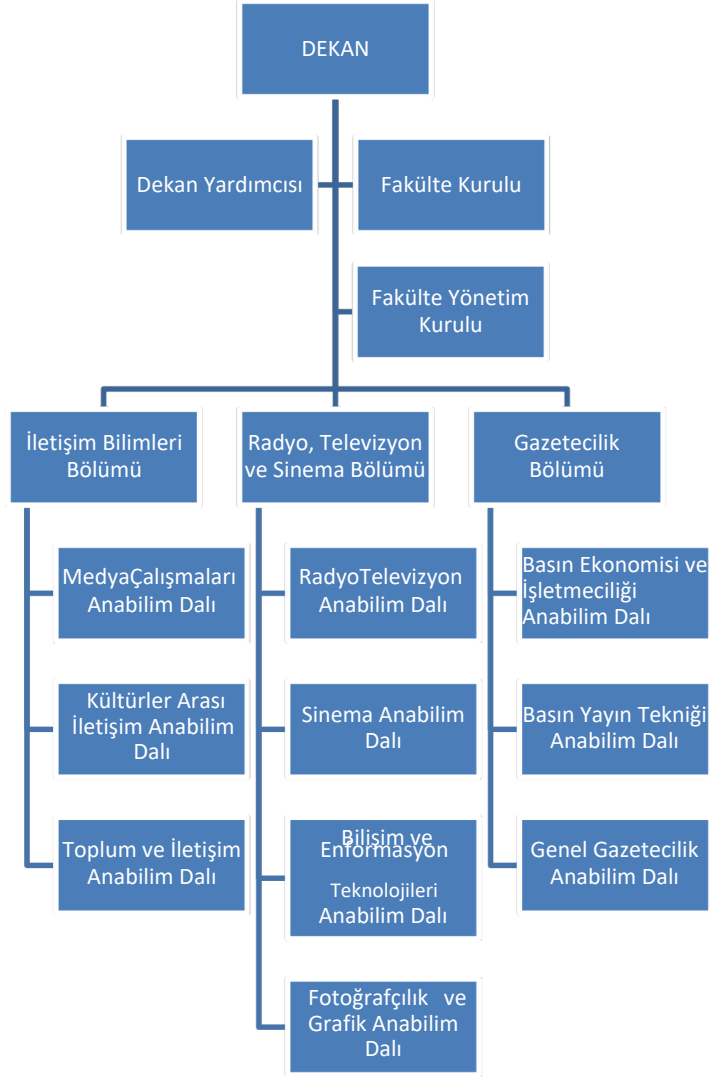 DEKAN
Dekan Yardımcısı
Fakülte Kurulu
Fakülte Yönetim
Kurulu
İletişim Bilimleri
Bölümü
Radyo, Televizyon
ve Sinema Bölümü
Gazetecilik
Bölümü
MedyaÇalışmaları
Anabilim Dalı
Kültürler Arası
İletişim Anabilim
Dalı
Toplum ve İletişim
Anabilim Dalı
RadyoTelevizyon
Anabilim Dalı
Sinema Anabilim
Dalı
Bilişim ve
Enformasyon
Teknolojileri
Anabilim Dalı
Fotoğrafçılık ve
Grafik Anabilim
Dalı
Basın Ekonomisi ve
İşletmeciliği
Anabilim Dalı
Basın Yayın Tekniği
Anabilim Dalı
Genel Gazetecilik
Anabilim Dalı